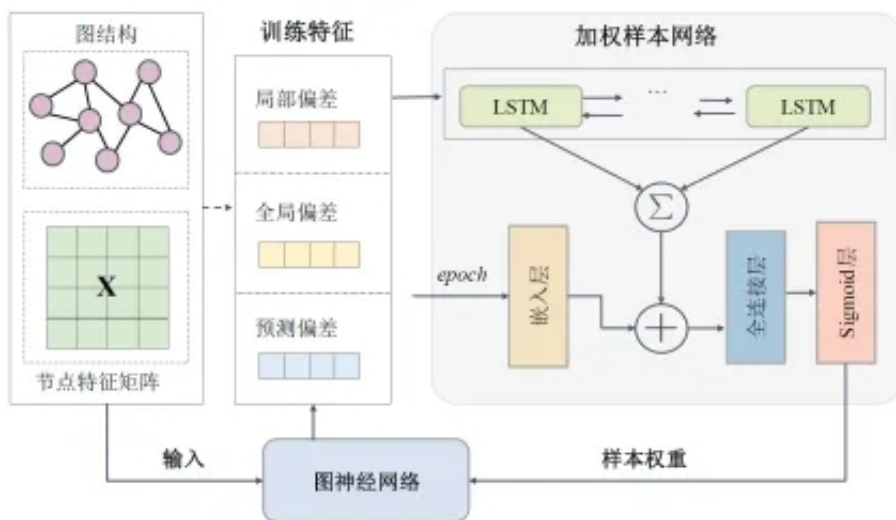 图结构
X
节点特征矩阵
训练特征
局部偏差
全局偏差
预测偏差
加权样本网络
LSTM
...
LSTM
Σ
epoch
嵌入层
+
全连接层
Sigmoid层
输入
图神经网络
样本权重